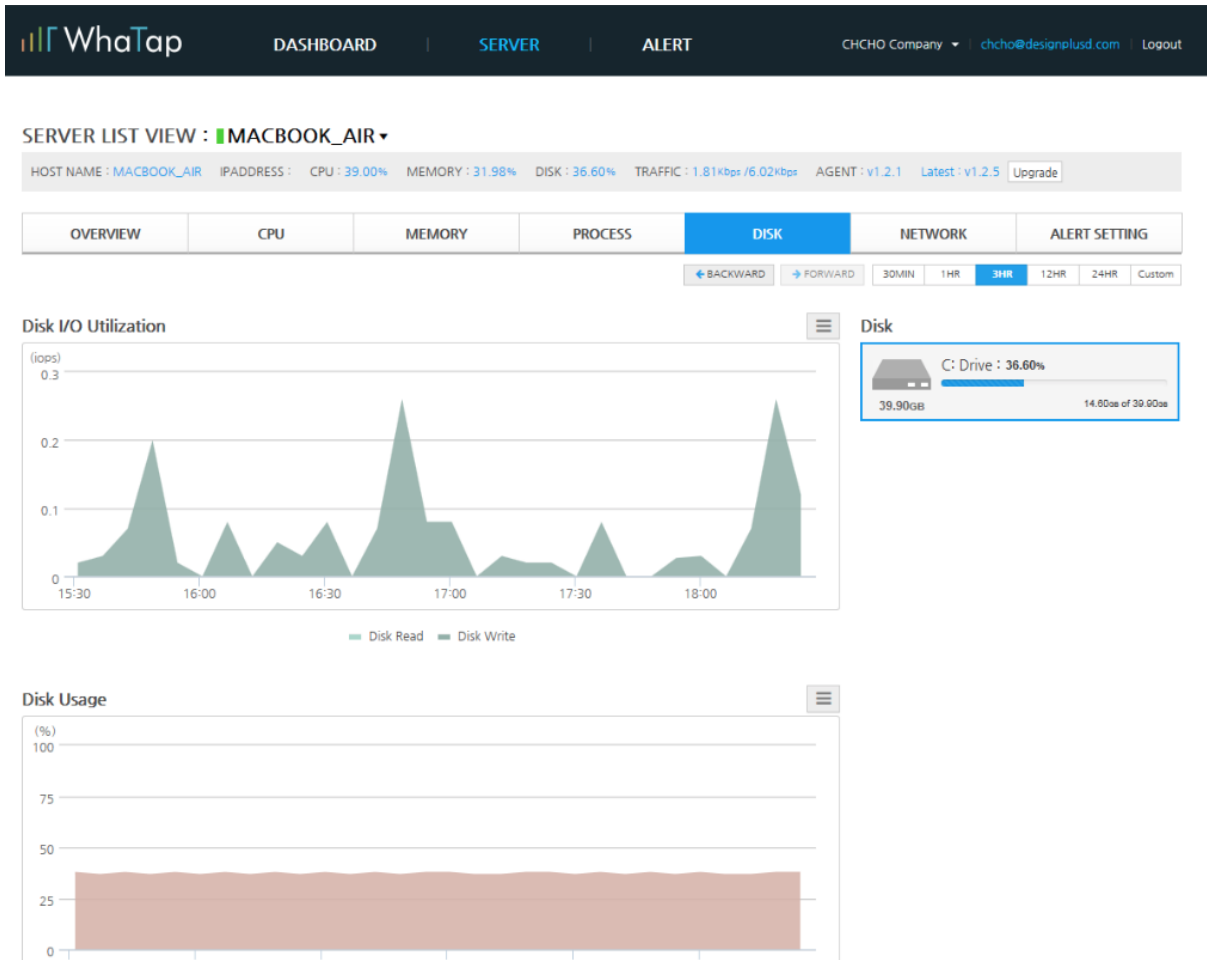 WhaTap DASHBOARD | SERVER | ALERT CHCHO Company | chcho@designplusd.com | Logout
SERVER LIST VIEW : MACBOOK_AIR
HOST NAME : MACBOOK_AIR IPADDRESS : CPU : 39.00% MEMORY : 31.98% DISK : 36.60% TRAFFIC : 1.81Kbps /6.02Kbps AGENT : v1.2.1 Latest : v1.2.5 Upgrade
OVERVIEW CPU MEMORY PROCESS DISK NETWORK ALERT SETTING
BACKWARD FORWARD 30MIN 1HR 3HR 12HR 24HR Custom
Disk I/O Utilization
(iops)
0.3
0.2
0.1
0
15:30 16:00 16:30 17:00 17:30 18:00
Disk Read Disk Write
Disk
C: Drive : 36.60%
39.90GB 14.60GB of 39.90GB
Disk Usage
(%)
100
75
50
25
0